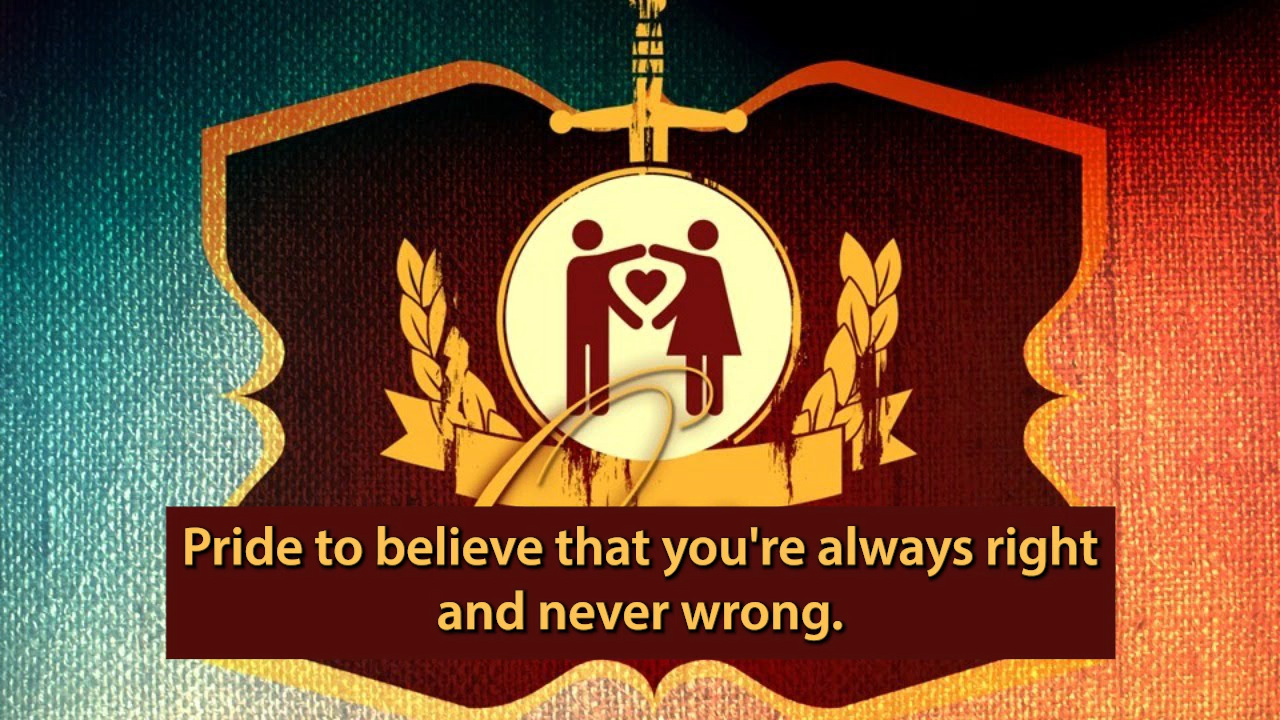 Pride to believe that you're always right
and never wrong.